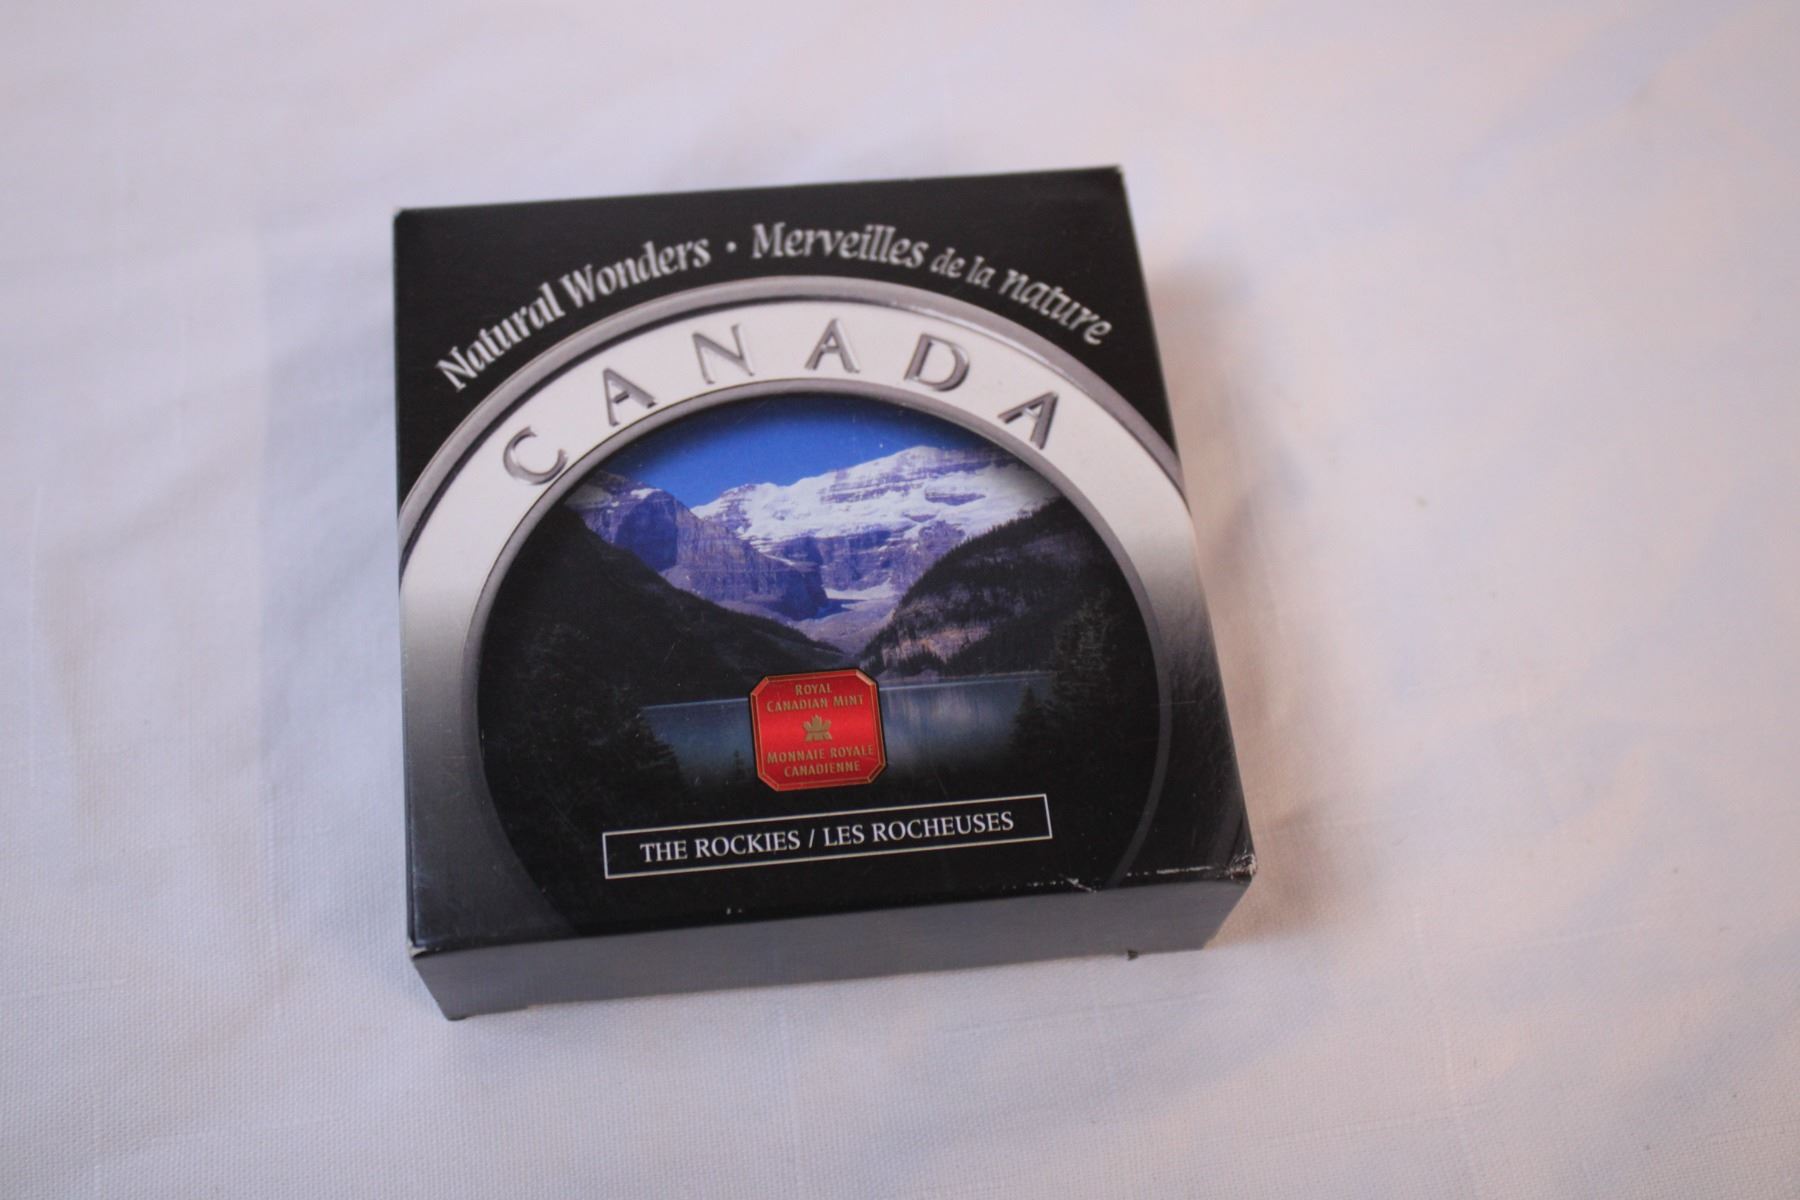 Natural Wonders · Merveilles de la nature
CANADA
ROYAL
CANADIAN MINT
MONNAIE ROYALE
CANADIENNE
THE ROCKIES / LES ROCHEUSES